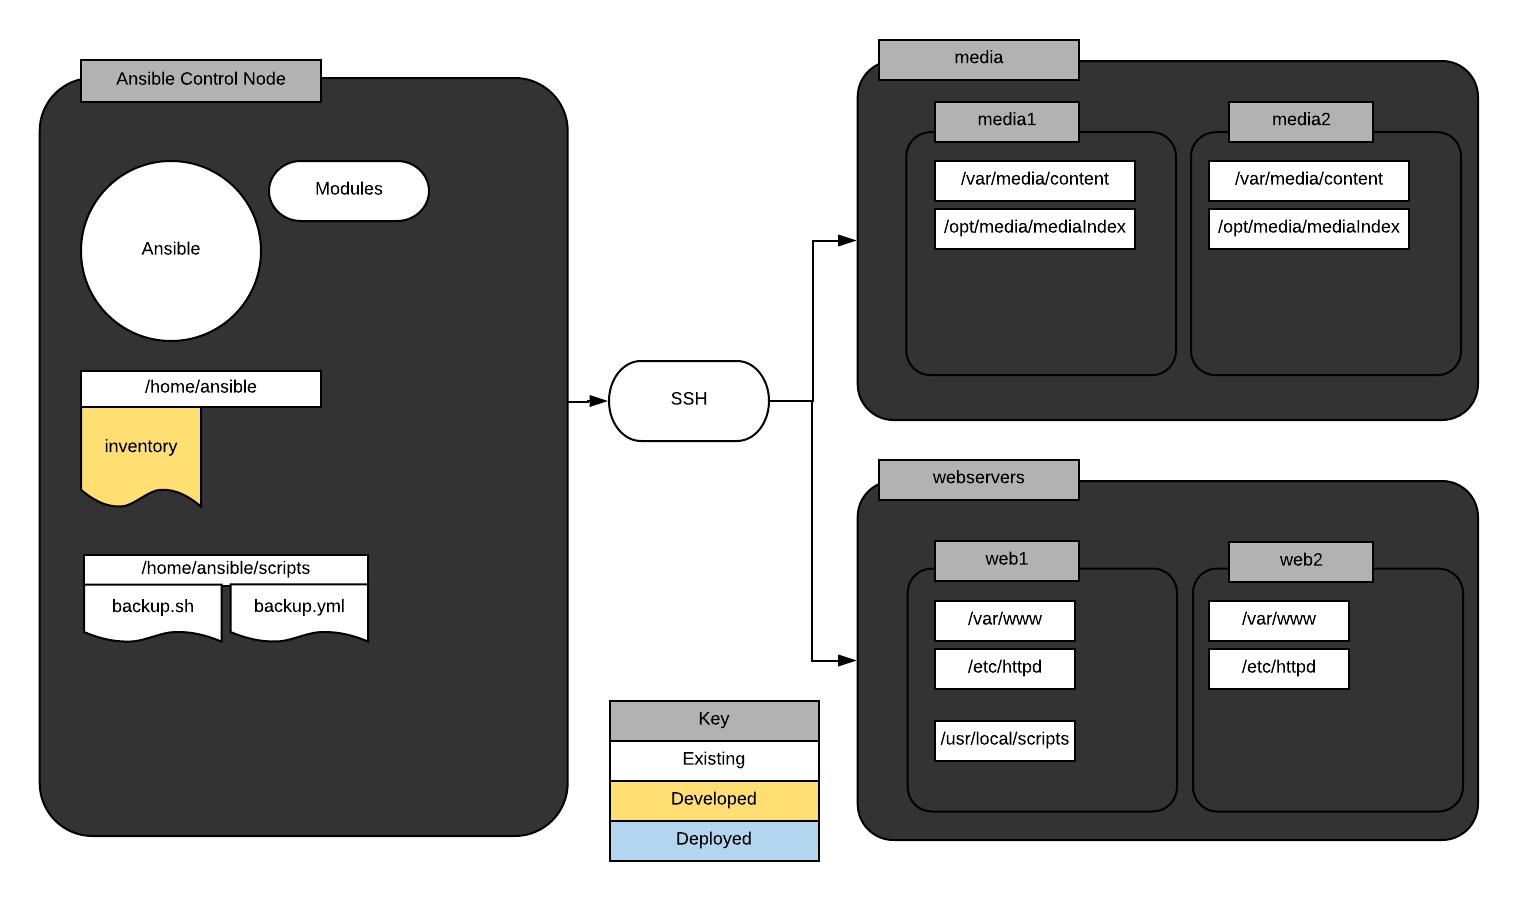 Ansible Control Node
Modules
Ansible
/home/ansible
inventory
/home/ansible/scripts
backup.sh
backup.yml
SSH
media
media1
/var/media/content
/opt/media/mediaIndex
media2
/var/media/content
/opt/media/mediaIndex
webservers
web1
/var/www
/etc/httpd
/usr/local/scripts
web2
/var/www
/etc/httpd
Key
Existing
Developed
Deployed